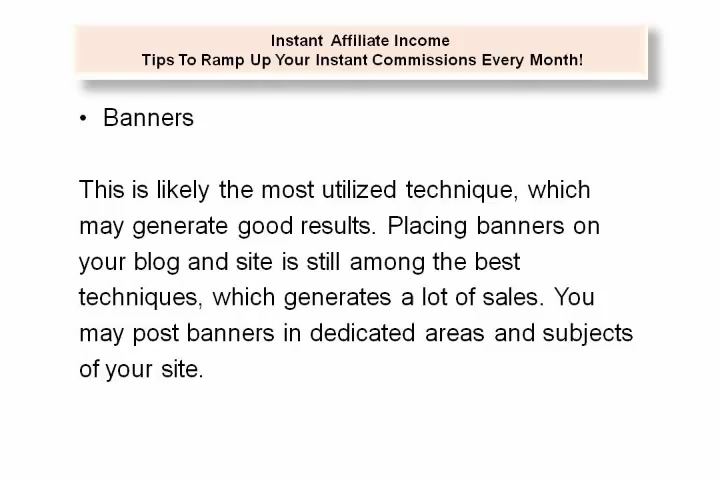 Instant Affiliate Income
Tips To Ramp Up Your Instant Commissions Every Month!
• Banners
This is likely the most utilized technique, which
may generate good results. Placing banners on
your blog and site is still among the best
techniques, which generates a lot of sales. You
may post banners in dedicated areas and subjects
of your site.